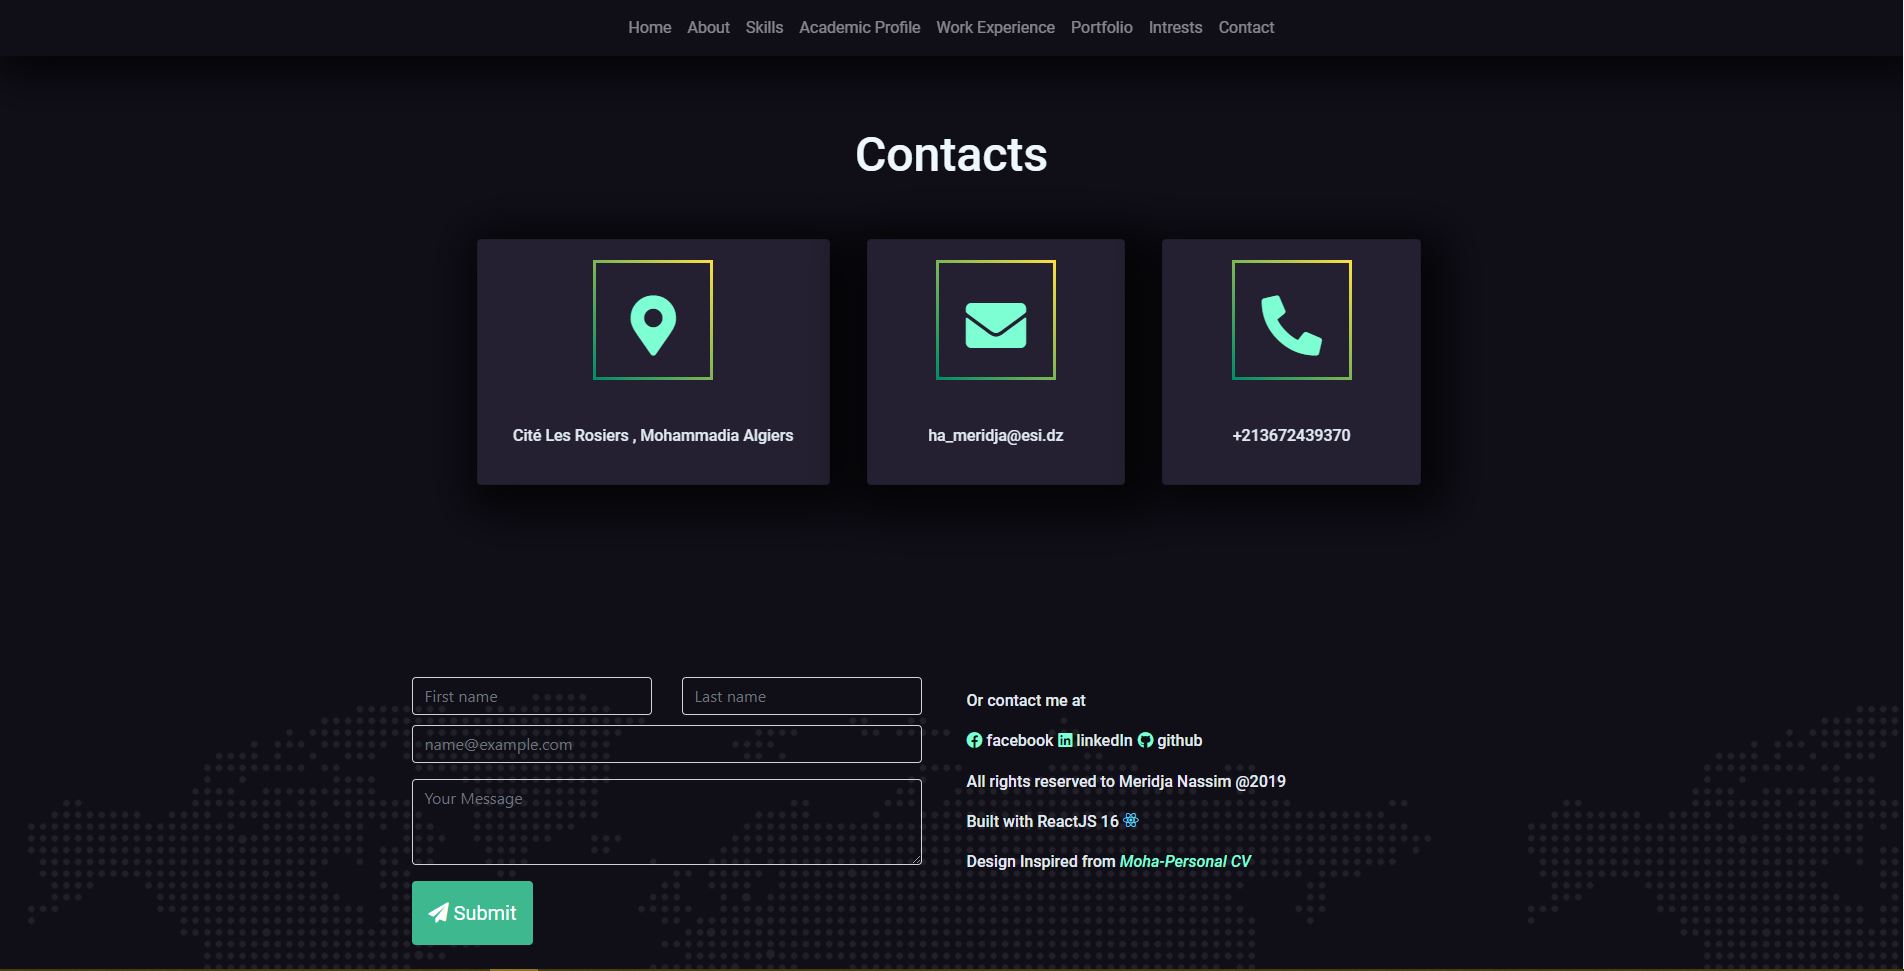 Home About Skills Academic Profile Work Experience Portfolio Intrests Contact
Contacts
Cité Les Rosiers , Mohammadia Algiers
ha_meridja@esi.dz
+213672439370
First name
Last name
name@example.com
Your Message
Submit
Or contact me at
facebook linkedIn github
All rights reserved to Meridja Nassim @2019
Built with ReactJS 16
Design Inspired from Moha-Personal CV